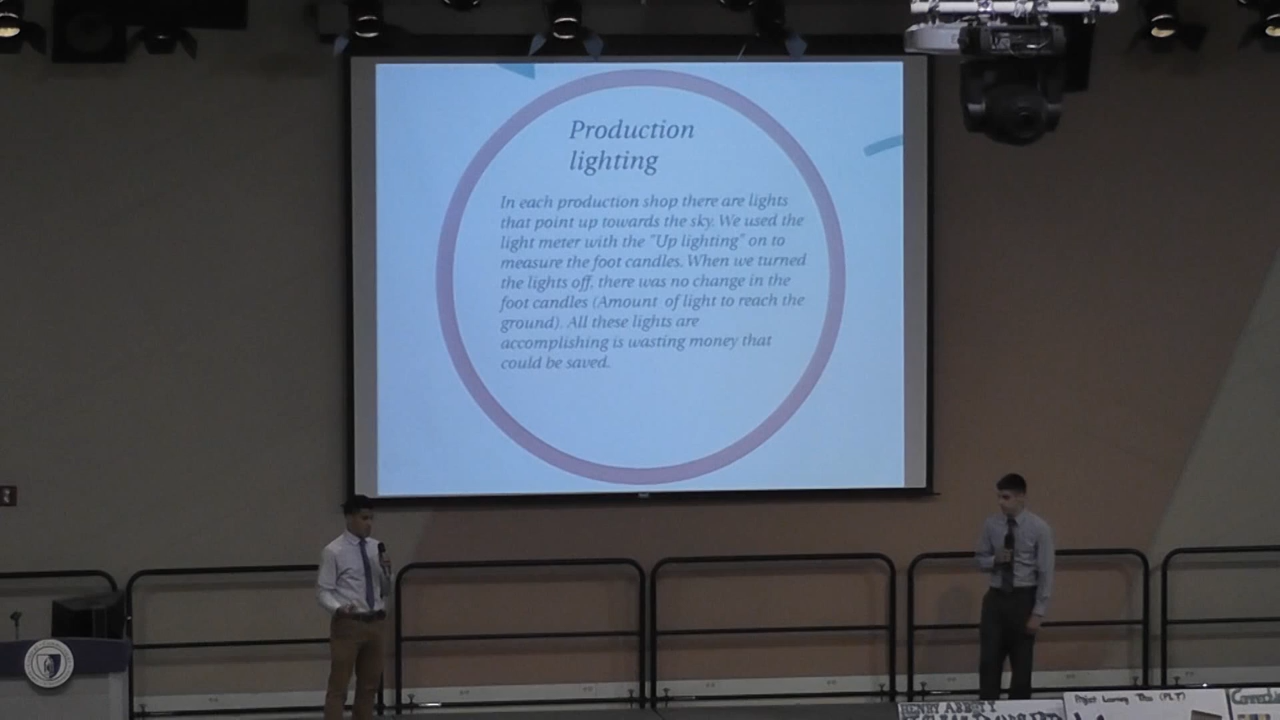 Production
lighting
In each production shop there are lights
that point up towards the sky. We used the
light meter with the "Up lighting" on to
measure the foot candles. When we turned
the lights off, there was no change in the
foot candles (Amount of light to reach the
ground). All these lights are
accomplishing is wasting money that
could be saved.
HENRY ABBOTT